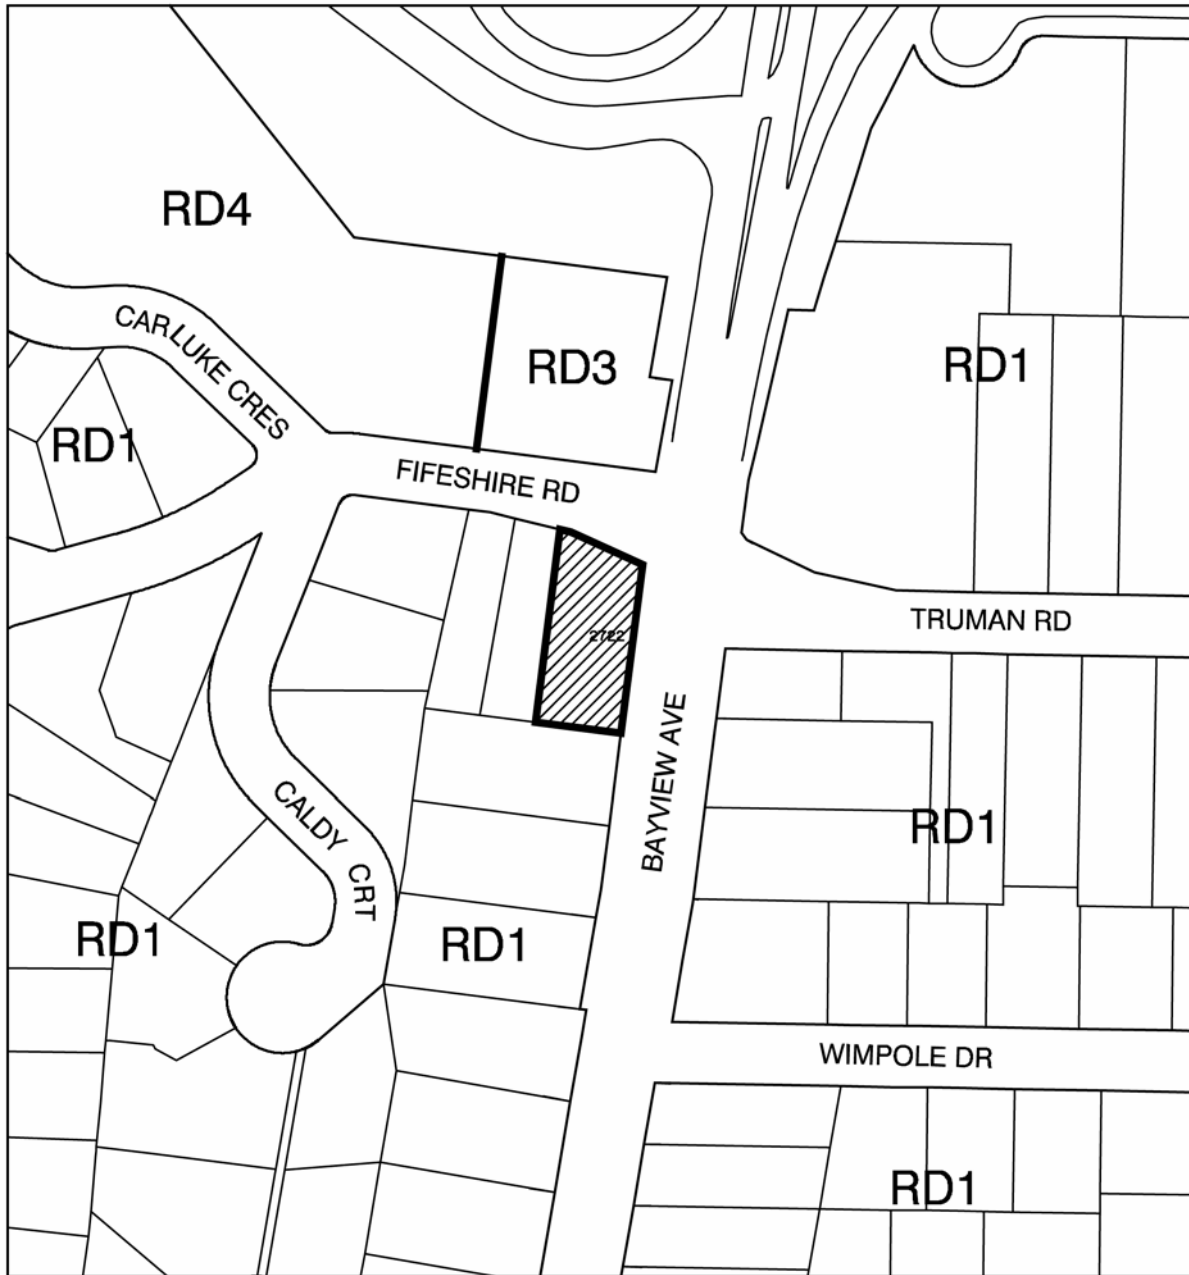 RD4
CARLUKE CRES
RD3
RD1
RD1
FIFESHIRE RD
2722
TRUMAN RD
BAYVIEW AVE
CALDY CRT
RD1
RD1
RD1
WIMPOLE DR
RD1